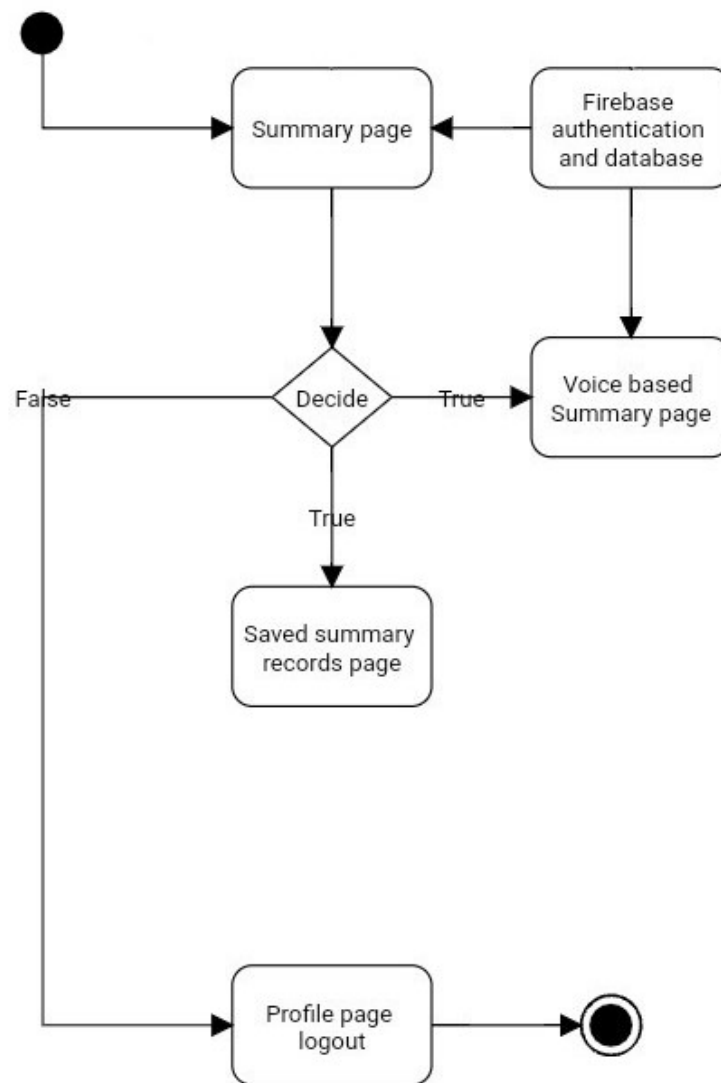 Summary page
Firebase
authentication
and database
False
Decide
True
Voice based
Summary page
True
Saved summary
records page
Profile page
logout